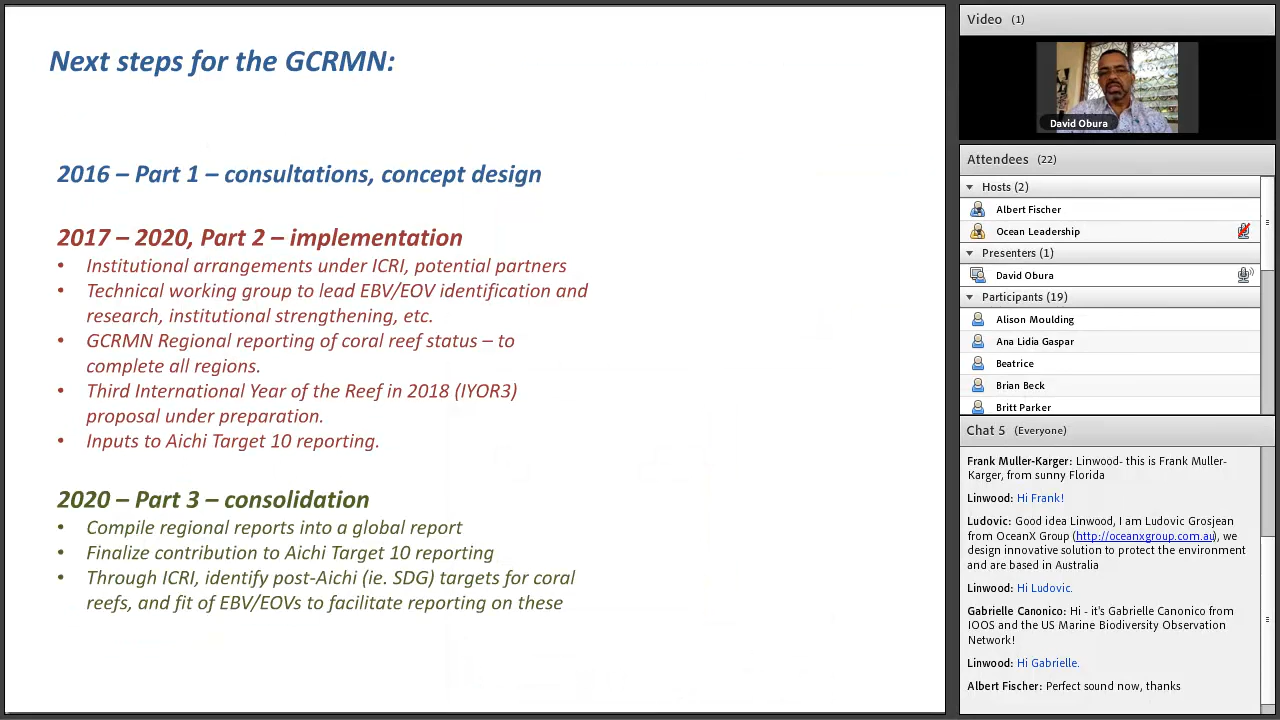 Next steps for the GCRMN:
2016 – Part 1 – consultations, concept design
2017 – 2020, Part 2 – implementation
• Institutional arrangements under ICRI, potential partners
• Technical working group to lead EBV/EOV identification and
research, institutional strengthening, etc.
• GCRMN Regional reporting of coral reef status – to
complete all regions.
• Third International Year of the Reef in 2018 (IYOR3)
proposal under preparation.
• Inputs to Aichi Target 10 reporting.
2020 – Part 3 – consolidation
• Compile regional reports into a global report
• Finalize contribution to Aichi Target 10 reporting
• Through ICRI, identify post-Aichi (ie. SDG) targets for coral
reefs, and fit of EBV/EOVs to facilitate reporting on these
Video (1)
David Obura
Attendees (22)
Hosts (2)
Albert Fischer
Ocean Leadership
Presenters (1)
David Obura
Participants (19)
Alison Moulding
Ana Lidia Gaspar
Beatrice
Brian Beck
Britt Parker
Chat 5 (Everyone)
Frank Muller-Karger: Linwood- this is Frank Muller-
Karger, from sunny Florida
Linwood: Hi Frank!
Ludovic: Good idea Linwood, I am Ludovic Grosjean
from OceanX Group (http://oceanxgroup.com.au), we
design innovative solution to protect the environment
and are based in Australia
Linwood: Hi Ludovic.
Gabrielle Canonico: Hi - it's Gabrielle Canonico from
IOOS and the US Marine Biodiversity Observation
Network!
Linwood: Hi Gabrielle.
Albert Fischer: Perfect sound now, thanks